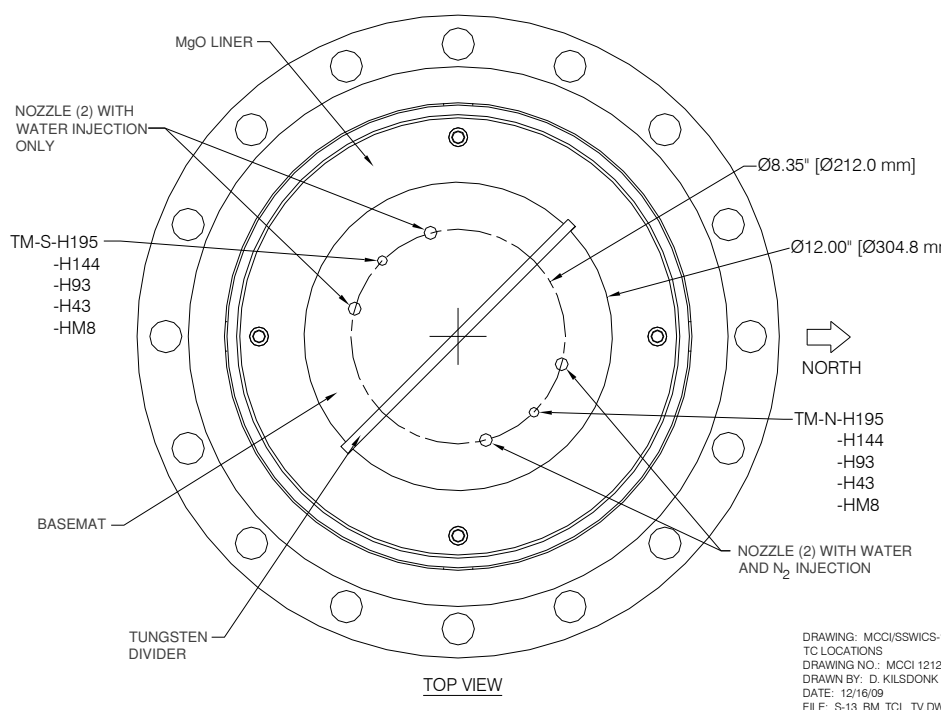 MgO LINER
NOZZLE (2) WITH
WATER INJECTION
ONLY
Ø8.35" [Ø212.0 mm]
TM-S-H195
-H144
-H93
-H43
-HM8
Ø12.00" [Ø304.8 m
NORTH
TM-N-H195
-H144
-H93
-H43
-HM8
BASEMAT
NOZZLE (2) WITH WATER
AND N2 INJECTION
TUNGSTEN
DIVIDER
TOP VIEW
DRAWING: MCCI/SSWICS-
TC LOCATIONS
DRAWING NO.: MCCI 1212
DRAWN BY: D. KILSDONK
DATE: 12/16/09
FILE: S-13_BM_TCL_TV.DW